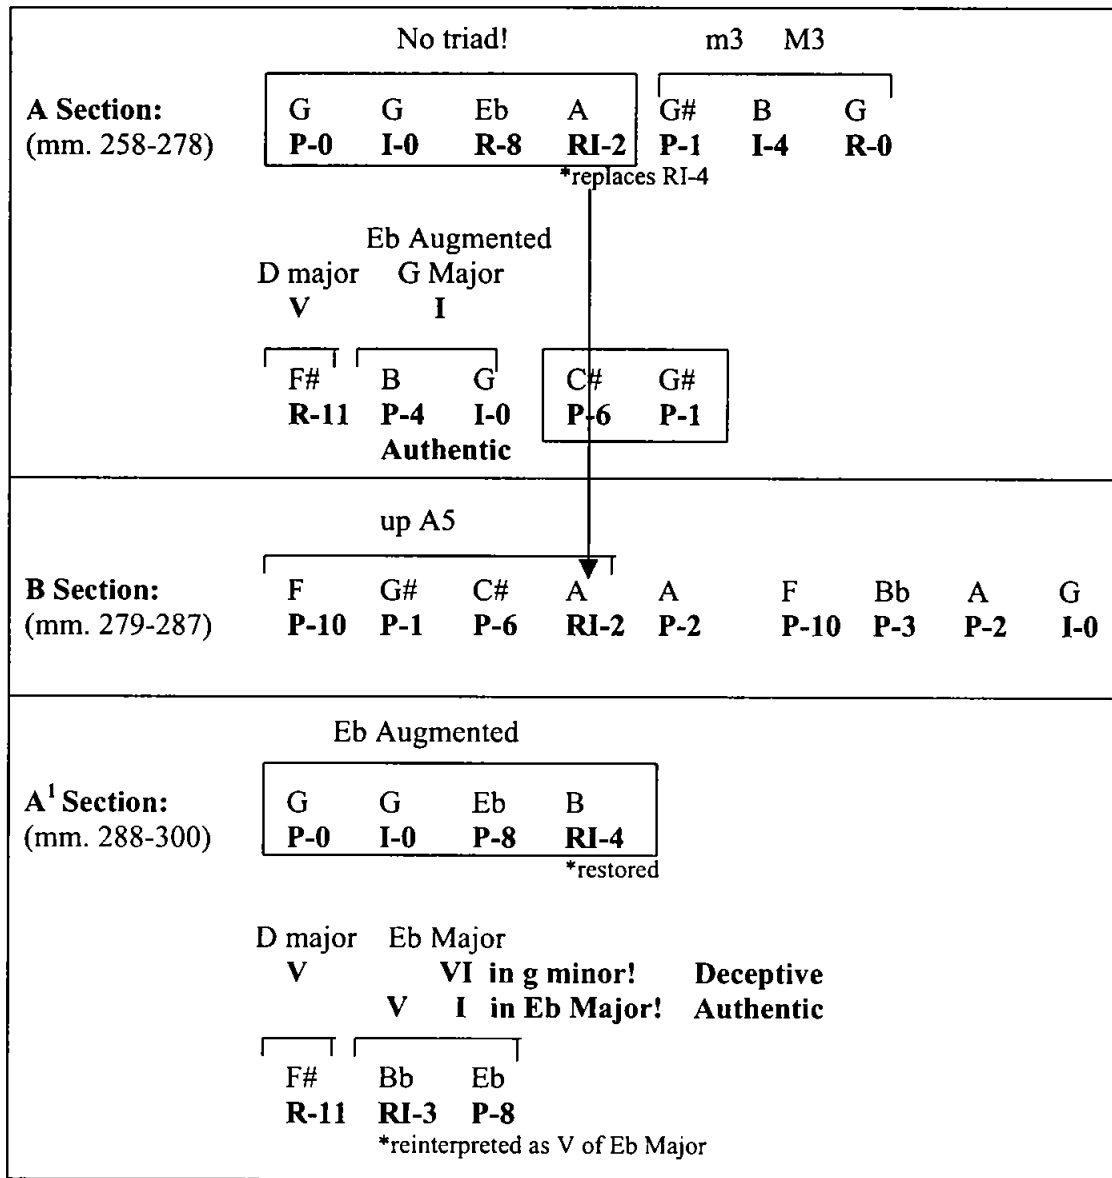 No triad! m3 M3
A Section: G G Eb A G# B G
(mm. 258-278) P-0 I-0 R-8 RI-2 P-1 I-4 R-0
*replaces RI-4
Eb Augmented
D major G Major
V I
F# B G C# G#
R-11 P-4 I-0 P-6 P-1
Authentic
up A5
B Section: F G# C# A A F Bb A G
(mm. 279-287) P-10 P-1 P-6 RI-2 P-2 P-10 P-3 P-2 I-0
Eb Augmented
A¹ Section: G G Eb B
(mm. 288-300) P-0 I-0 P-8 RI-4
*restored
D major Eb Major
V VI in g minor! Deceptive
V I in Eb Major! Authentic
F# Bb Eb
R-11 RI-3 P-8
*reinterpreted as V of Eb Major